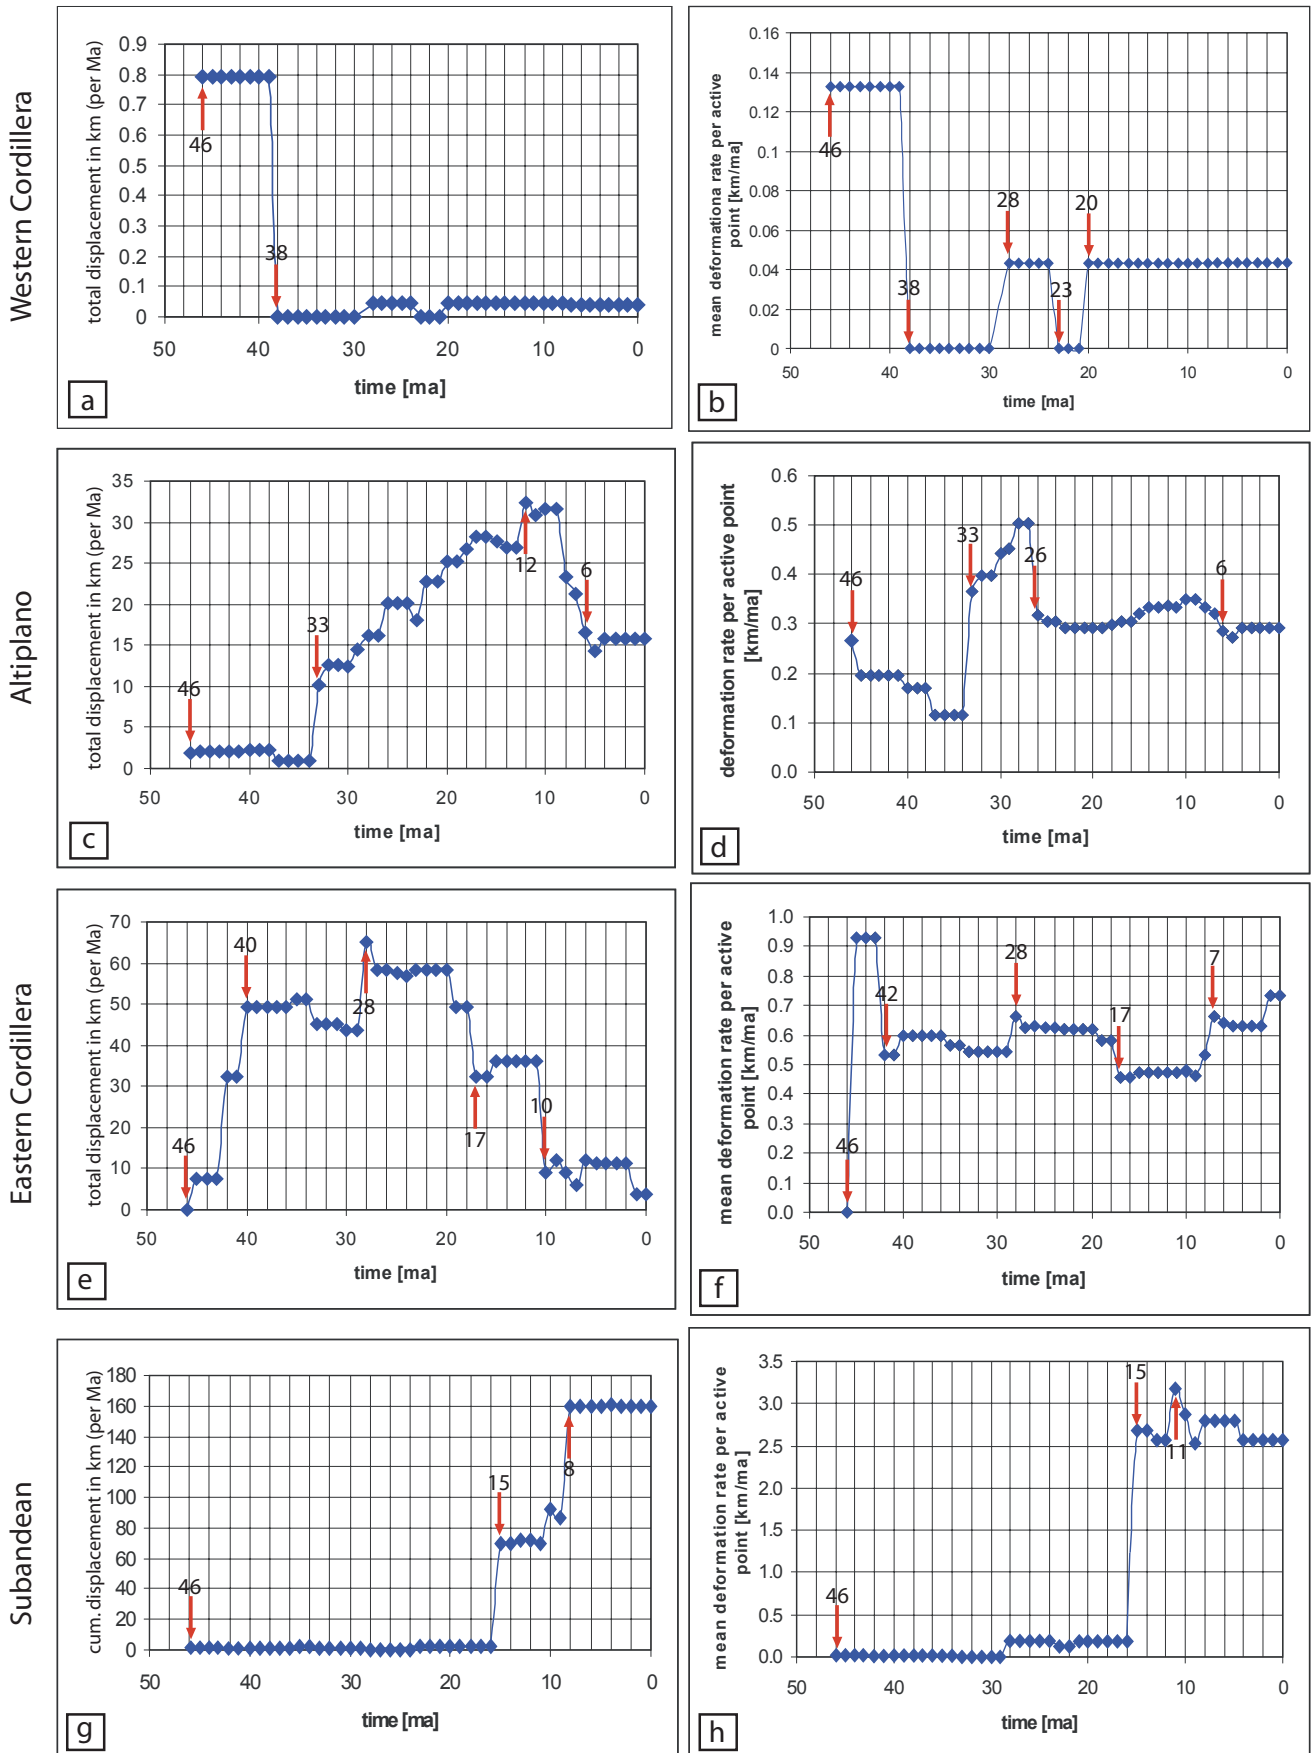 Western Cordillera
total displacement in km (per Ma)
0.9
0.8
0.7
0.6
0.5
0.4
0.3
0.2
0.1
0
46
38
50 40 30 20 10 0
time [ma]
a
mean deformationa rate per active
point [km/ma]
0.16
0.14
0.12
0.1
0.08
0.06
0.04
0.02
0
46
38
28
23
20
50 40 30 20 10 0
time [ma]
b
Altiplano
total displacement in km (per Ma)
35
30
25
20
15
10
5
0
46
33
12
6
50 40 30 20 10 0
time [ma]
c
deformation rate per active point
[km/ma]
0.6
0.5
0.4
0.3
0.2
0.1
0.0
46
33
26
6
50 40 30 20 10 0
time [ma]
d
Eastern Cordillera
total displacement in km (per Ma)
70
60
50
40
30
20
10
0
46
40
28
17
10
50 40 30 20 10 0
time [ma]
e
mean deformation rate per active
point [km/ma]
1.0
0.9
0.8
0.7
0.6
0.5
0.4
0.3
0.2
0.1
0.0
46
42
28
17
7
50 40 30 20 10 0
time [ma]
f
Subandean
cum. displacement in km (per Ma)
180
160
140
120
100
80
60
40
20
0
46
15
8
50 40 30 20 10 0
time [ma]
g
mean deformation rate per active
point [km/ma]
3.5
3.0
2.5
2.0
1.5
1.0
0.5
0.0
46
15
11
50 40 30 20 10 0
time [ma]
h